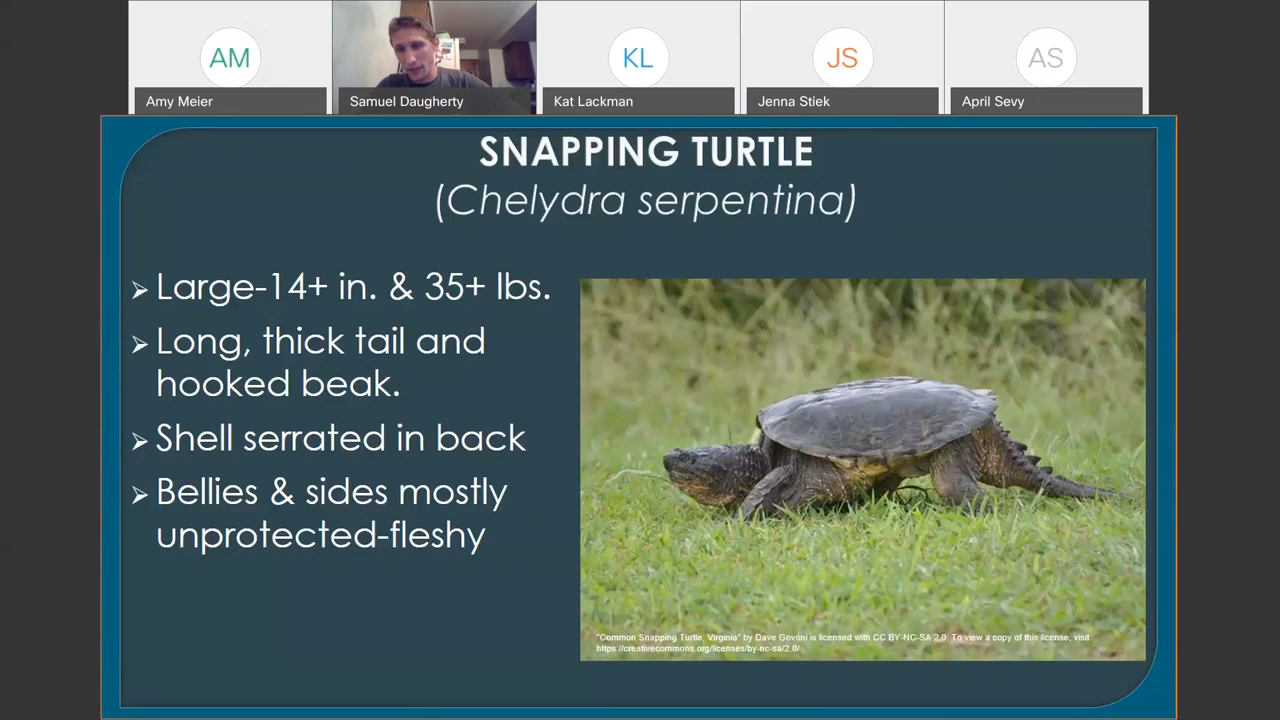 AM
KL
JS
AS
Amy Meier
Samuel Daugherty
Kat Lackman
Jenna Stiek
April Sevy
SNAPPING TURTLE
(Chelydra serpentina)
➢ Large-14+ in. & 35+ lbs.
➢ Long, thick tail and
hooked beak.
➢ Shell serrated in back
➢ Bellies & sides mostly
unprotected-fleshy
"Common Snapping Turtle, Virginia" by Dave Govoni is licensed with CC BY-NC-SA 2.0. To view a copy of this license, visit
https://creativecommons.org/licenses/by-nc-sa/2.0/